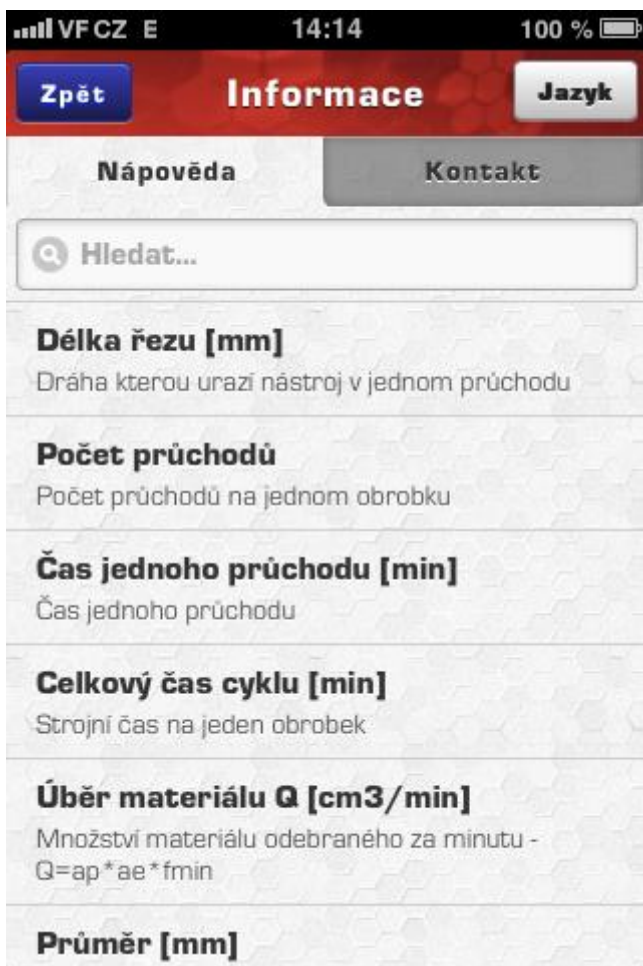 VF CZ E 14:14 100 %
Zpět Informace Jazyk
Nápověda Kontakt
Hledat...
Délka řezu [mm]
Dráha kterou urazí nástroj v jednom průchodu
Počet průchodů
Počet průchodů na jednom obrobku
Čas jednoho průchodu [min]
Čas jednoho průchodu
Celkový čas cyklu [min]
Strojní čas na jeden obrobek
Úběr materiálu Q [cm3/min]
Množství materiálu odebraného za minutu -
Q=ap*ae*fmin
Průměr [mm]